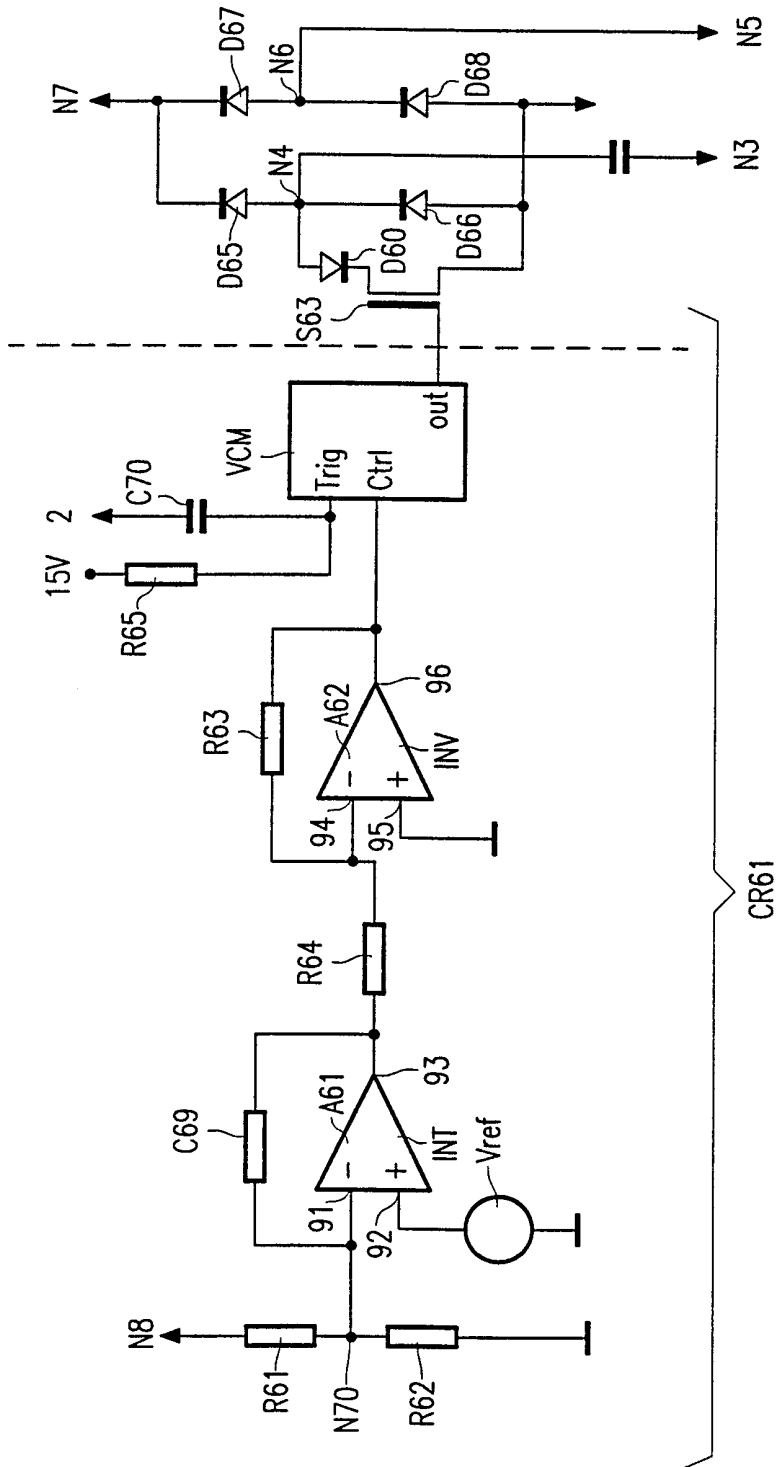 N8
R61
N70
R62
C69
91
92
A61
INT
93
Vref
R64
R63
94
95
A62
INV
96
15V
R65
2
C70
VCM
Trig
Ctrl
out
S63
D60
D65
D66
N4
N3
N7
D67
N6
D68
N5
CR61